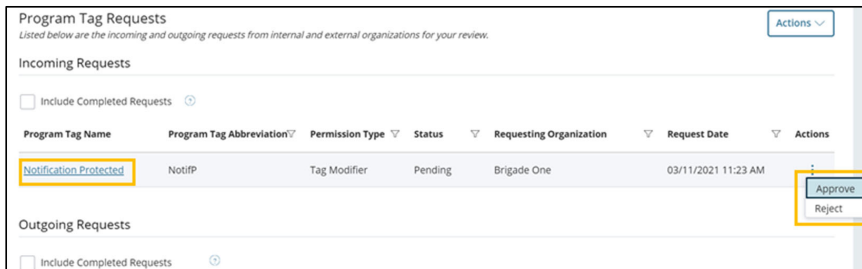 Program Tag Requests
Actions
Listed below are the incoming and outgoing requests from internal and external organizations for your review.
Incoming Requests
Include Completed Requests
Program Tag Name Program Tag Abbreviation Permission Type Status Requesting Organization Request Date Actions
Notification Protected NotifP Tag Modifier Pending Brigade One 03/11/2021 11:23 AM
Approve
Reject
Outgoing Requests
Include Completed Requests